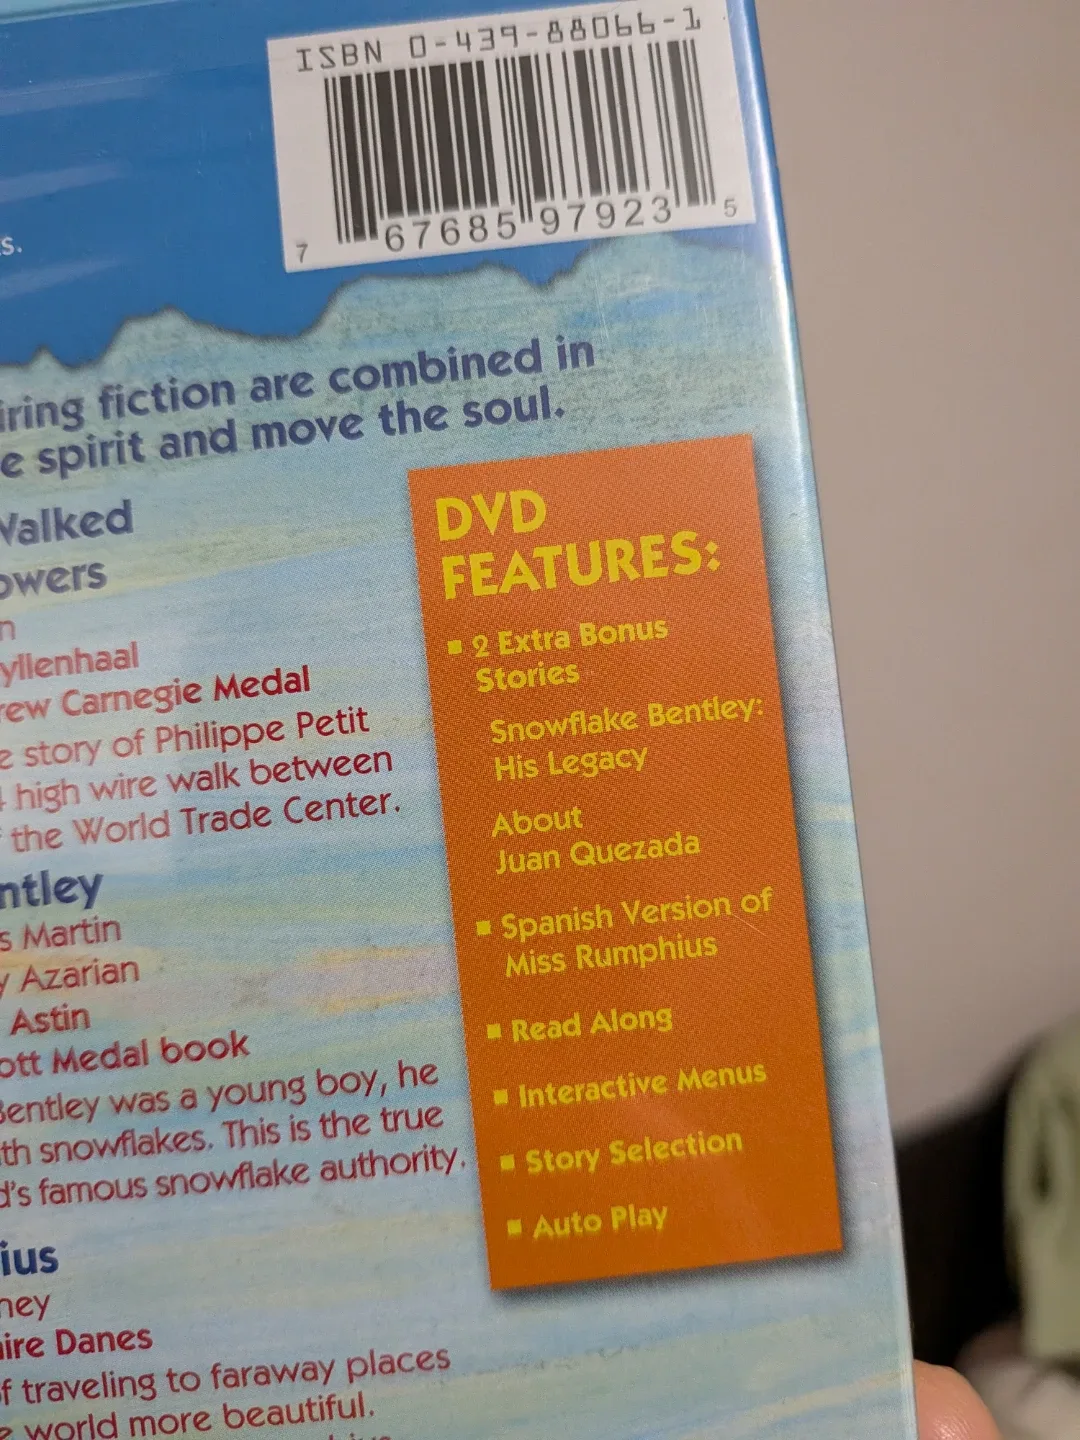 ISBN 0-439-88066-1
7 67685 97923 5
s.
iring fiction are combined in
e spirit and move the soul.
Walked
owers
n
yllenhaal
rew Carnegie Medal
e story of Philippe Petit
high wire walk between
the World Trade Center.
ntley
s Martin
y Azarian
Astin
ott Medal book
Bentley was a young boy, he
th snowflakes. This is the true
d's famous snowflake authority.
ius
ney
ire Danes
f traveling to faraway places
e world more beautiful.
DVD
FEATURES:
▪ 2 Extra Bonus
Stories
Snowflake Bentley:
His Legacy
About
Juan Quezada
▪ Spanish Version of
Miss Rumphius
▪ Read Along
▪ Interactive Menus
▪ Story Selection
▪ Auto Play